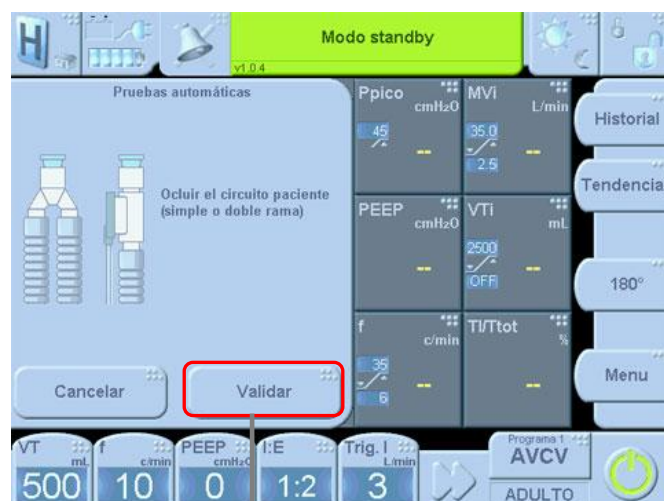 H
Modo standby
v1.0.4
Pruebas automáticas
Ocluir el circuito paciente
(simple o doble rama)
Cancelar
Validar
Ppico
cmH₂O
45
--
MVi
L/min
35.0
2.5
--
PEEP
cmH₂O
--
VTi
mL
2500
OFF
--
f
c/min
35
6
--
TI/Ttot
%
--
Historial
Tendencia
180°
Menu
VT
mL
500
f
c/min
10
PEEP
cmH₂O
0
I:E
1:2
Trig. I
L/min
3
Programa 1
AVCV
ADULTO